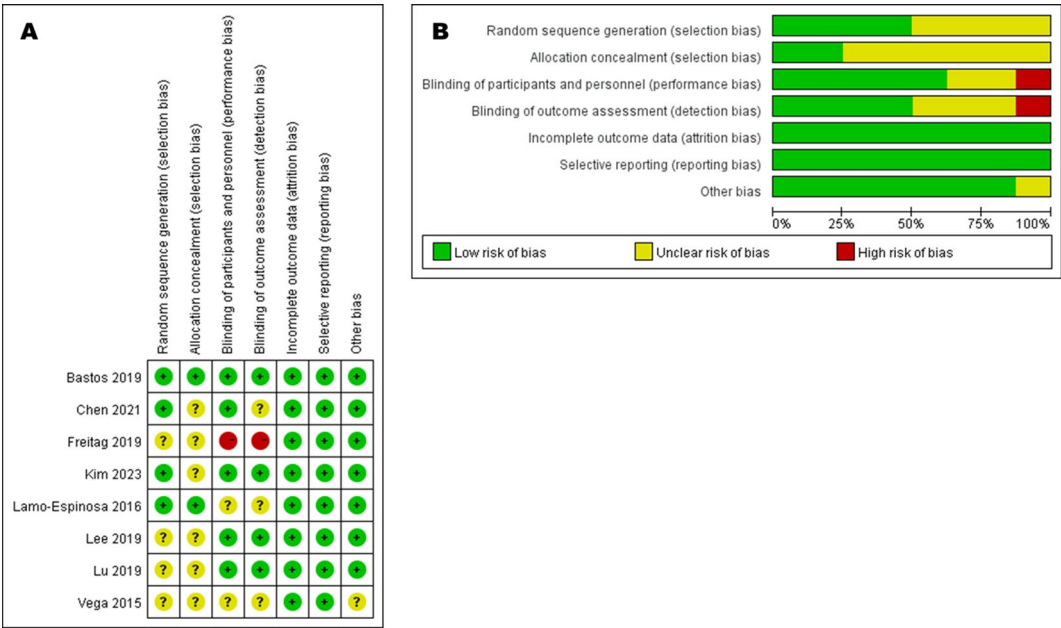 A
Random sequence generation (selection bias)
Allocation concealment (selection bias)
Blinding of participants and personnel (performance bias)
Blinding of outcome assessment (detection bias)
Incomplete outcome data (attrition bias)
Selective reporting (reporting bias)
Other bias
Bastos 2019 + + + + + + +
Chen 2021 + ? + ? + + +
Freitag 2019 ? ? - - + + +
Kim 2023 + ? + + + + +
Lamo-Espinosa 2016 + + ? ? + + +
Lee 2019 ? ? + + + + +
Lu 2019 ? ? + + + + +
Vega 2015 ? ? ? ? + + ?
B
Random sequence generation (selection bias)
Allocation concealment (selection bias)
Blinding of participants and personnel (performance bias)
Blinding of outcome assessment (detection bias)
Incomplete outcome data (attrition bias)
Selective reporting (reporting bias)
Other bias
0% 25% 50% 75% 100%
Low risk of bias Unclear risk of bias High risk of bias